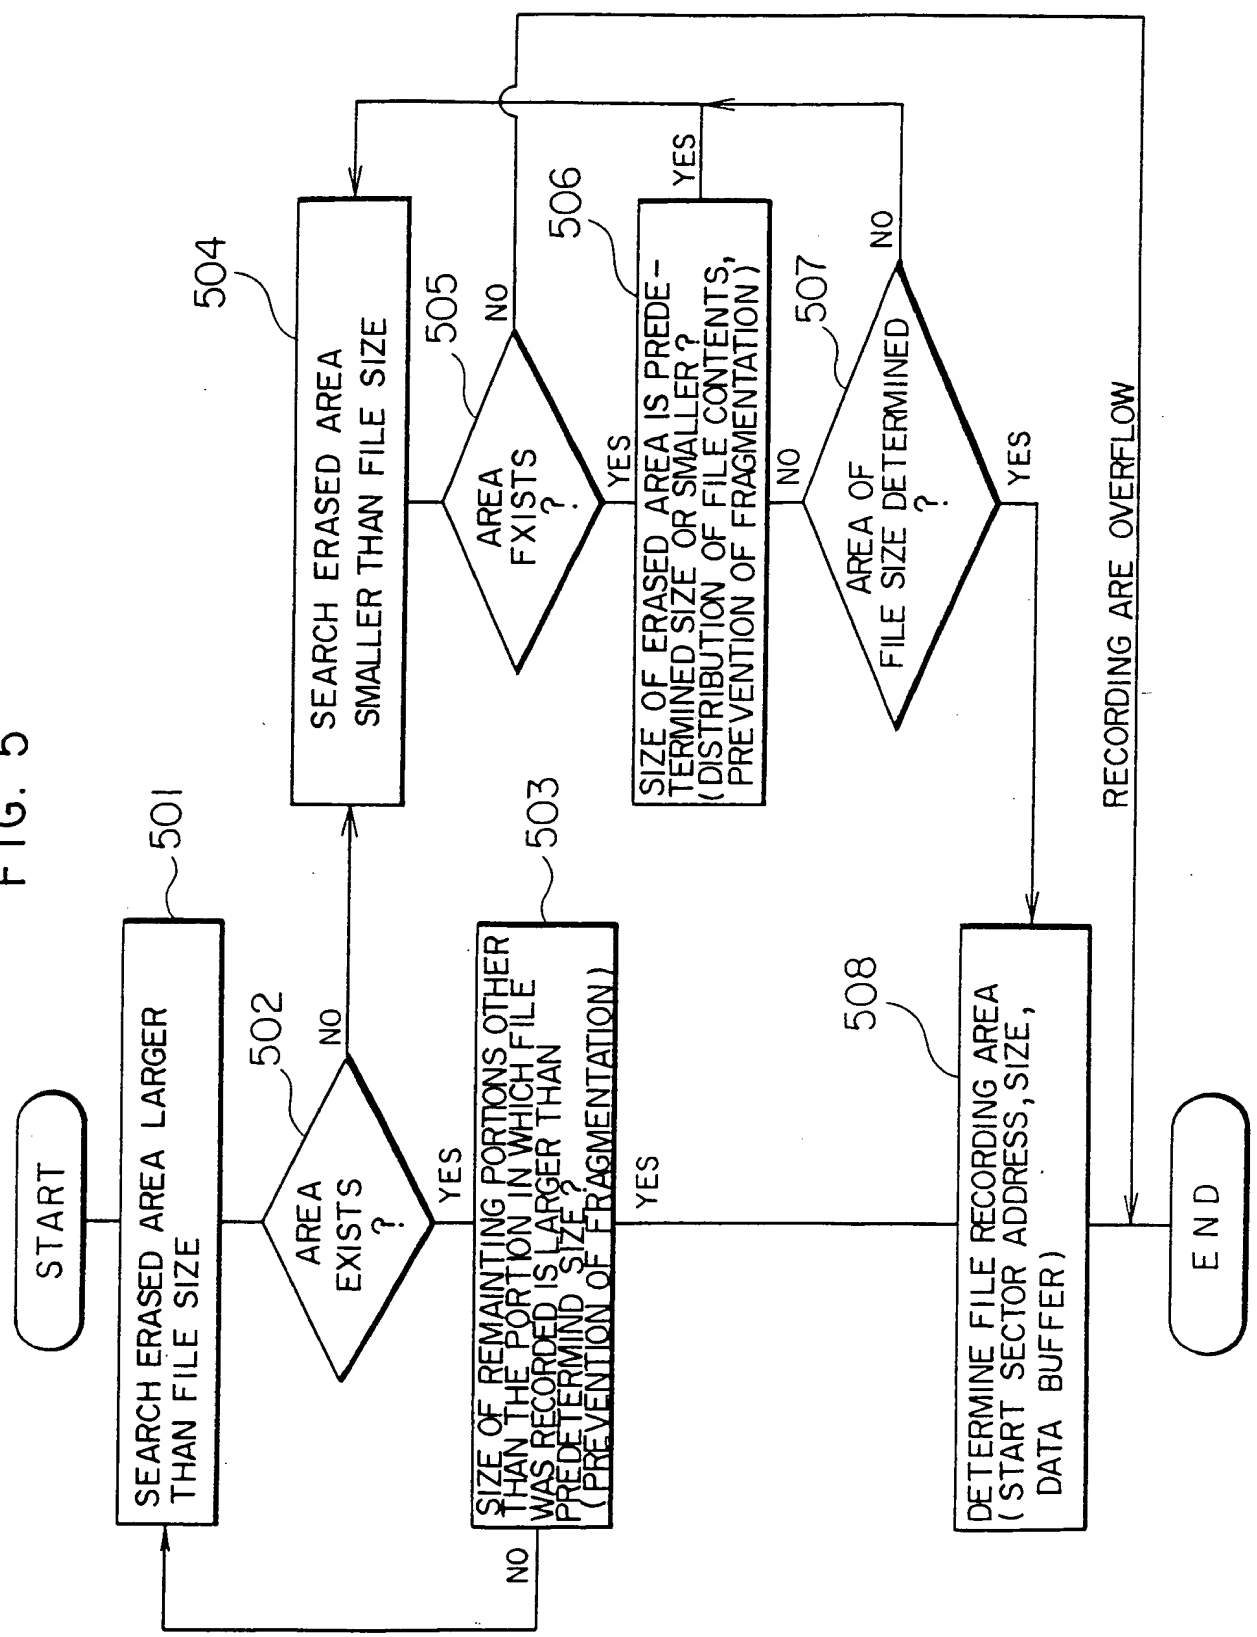 FIG. 5
START
501
SEARCH ERASED AREA LARGER
THAN FILE SIZE
502
AREA
EXISTS
?
NO
YES
503
SIZE OF REMAINTING PORTIONS OTHER
THAN THE PORTION IN WHICH FILE
WAS RECORDED IS LARGER THAN
PREDETERMIND SIZE?
(PREVENTION OF FRAGMENTATION)
NO
YES
504
SEARCH ERASED AREA
SMALLER THAN FILE SIZE
505
AREA
FXISTS
?
NO
YES
506
SIZE OF ERASED AREA IS PREDE-
TERMINED SIZE OR SMALLER?
(DISTRIBUTION OF FILE CONTENTS,
PREVENTION OF FRAGMENTATION)
YES
NO
507
AREA OF
FILE SIZE DETERMINED
?
NO
YES
508
DETERMINE FILE RECORDING AREA
(START SECTOR ADDRESS, SIZE,
DATA BUFFER)
RECORDING ARE OVERFLOW
END